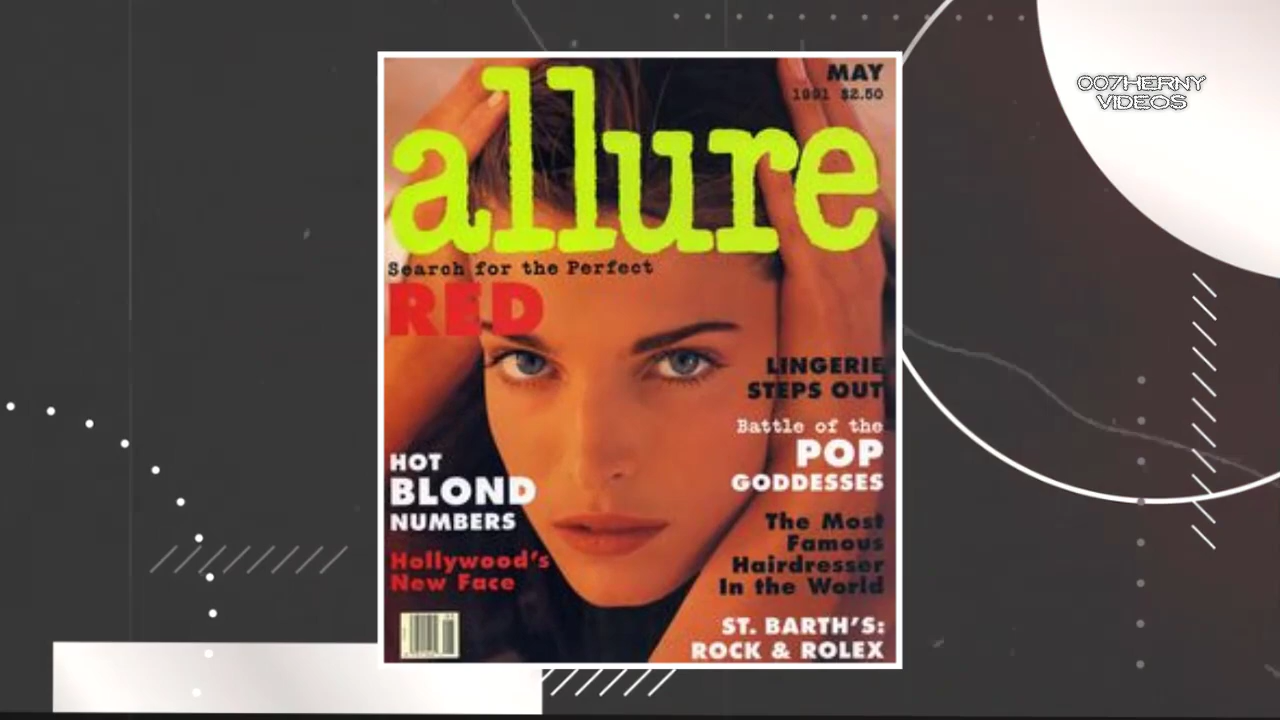 007HERNY
VIDEOS
MAY
1991 $2.50
allure
Search for the Perfect
RED
LINGERIE
STEPS OUT
Battle of the
POP
GODDESSES
HOT
BLOND
NUMBERS
The Most
Famous
Hairdresser
In the World
Hollywood's
New Face
ST. BARTH'S:
ROCK & ROLEX